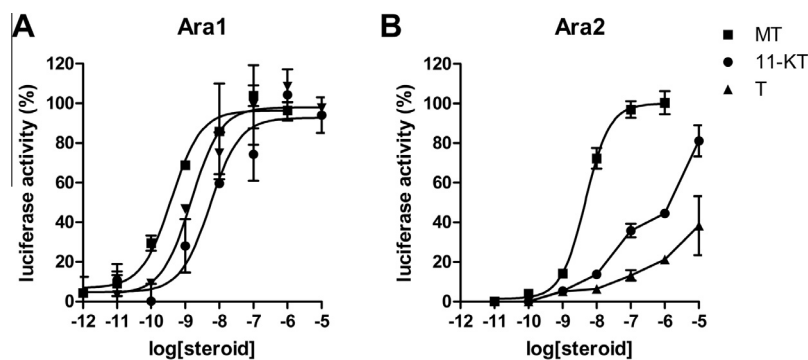 A
Ara1
luciferase activity (%)
120
100
80
60
40
20
0
-12 -11 -10 -9 -8 -7 -6 -5
log[steroid]
B
Ara2
luciferase activity (%)
120
100
80
60
40
20
0
-12 -11 -10 -9 -8 -7 -6 -5
log[steroid]
MT
11-KT
T